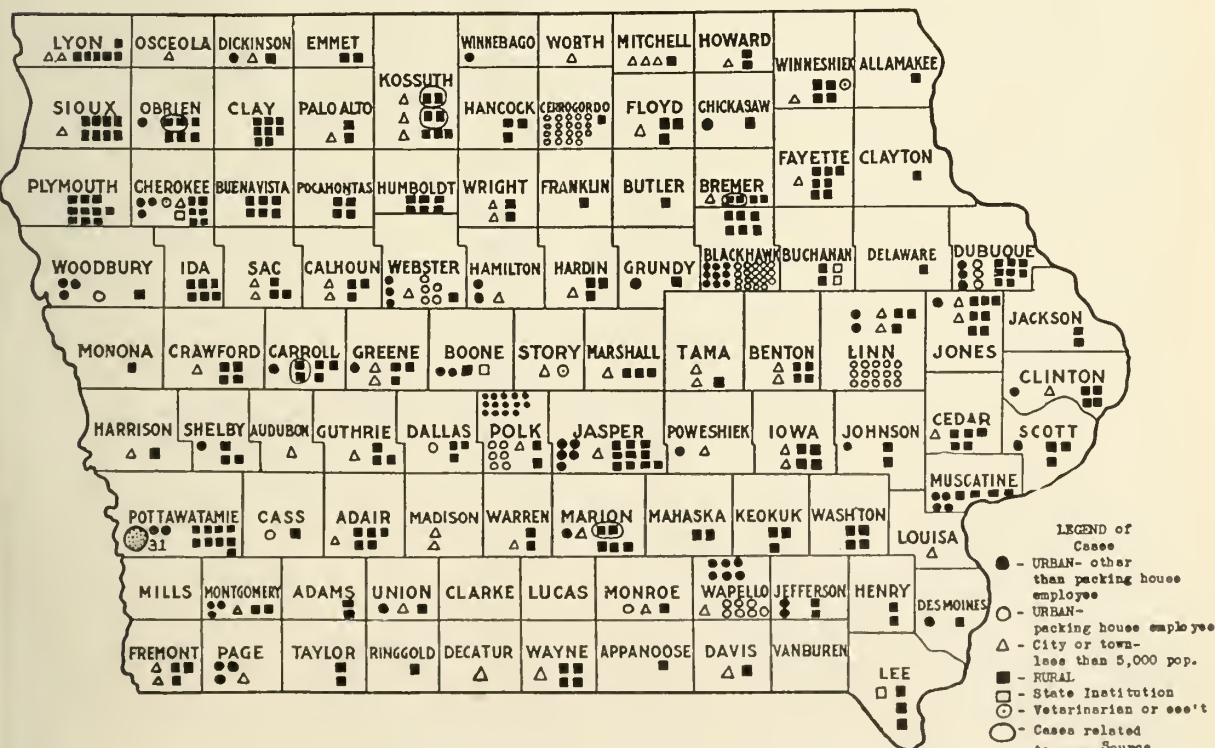 LYON OSCEOLA DICKINSON EMMET WINNEBAGO WORTH MITCHELL HOWARD
WINNESHIEK ALLAMAKEE
KOSSUTH
SIOUX OBRIEN CLAY PALO ALTO HANCOCK CERROGORDO FLOYD CHICKASAW
FAYETTE CLAYTON
PLYMOUTH CHEROKEE BUENAVISTA POCAHONTAS HUMBOLDT WRIGHT FRANKLIN BUTLER BREMER
WOODBURY IDA SAC CALHOUN WEBSTER HAMILTON HARDIN GRUNDY BLACKHAWK BUCHANAN DELAWARE DUBUQUE
JACKSON
MONONA CRAWFORD CARROLL GREENE BOONE STORY MARSHALL TAMA BENTON LINN JONES
CLINTON
HARRISON SHELBY AUDUBON GUTHRIE DALLAS POLK JASPER POWESHIEK IOWA JOHNSON CEDAR SCOTT
MUSCATINE
POTTAWATAMIE CASS ADAIR MADISON WARREN MARION MAHASKA KEOKUK WASH'TON
31
LOUISA
MILLS MONTGOMERY ADAMS UNION CLARKE LUCAS MONROE WAPELLO JEFFERSON HENRY DESMOINES
FREMONT PAGE TAYLOR RINGGOLD DECATUR WAYNE APPANOOSE DAVIS VANBUREN
LEE
LEGEND of
Cases
- URBAN- other
than packing house
employee
- URBAN-
packing house employee
- City or town-
less than 5,000 pop.
- RURAL
- State Institution
- Veterinarian or ass't
- Cases related
Source